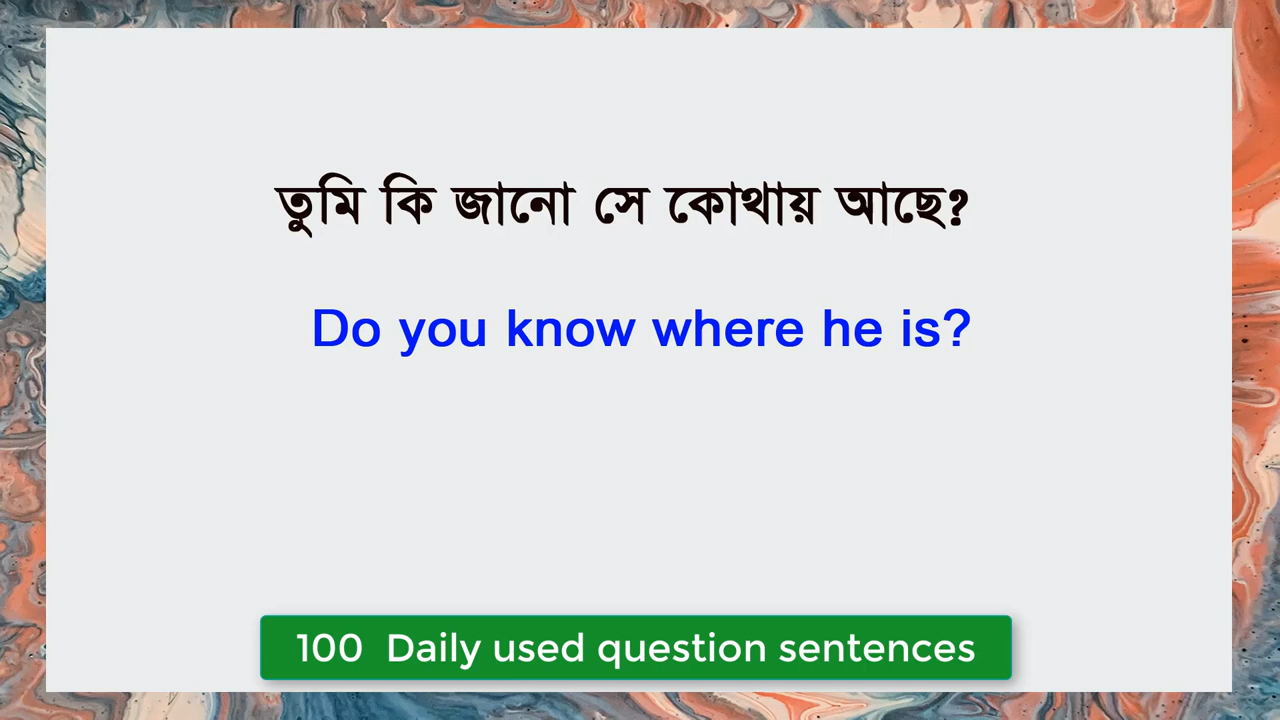 তুমি কি জানো সে কোথায় আছে?
Do you know where he is?
100 Daily used question sentences